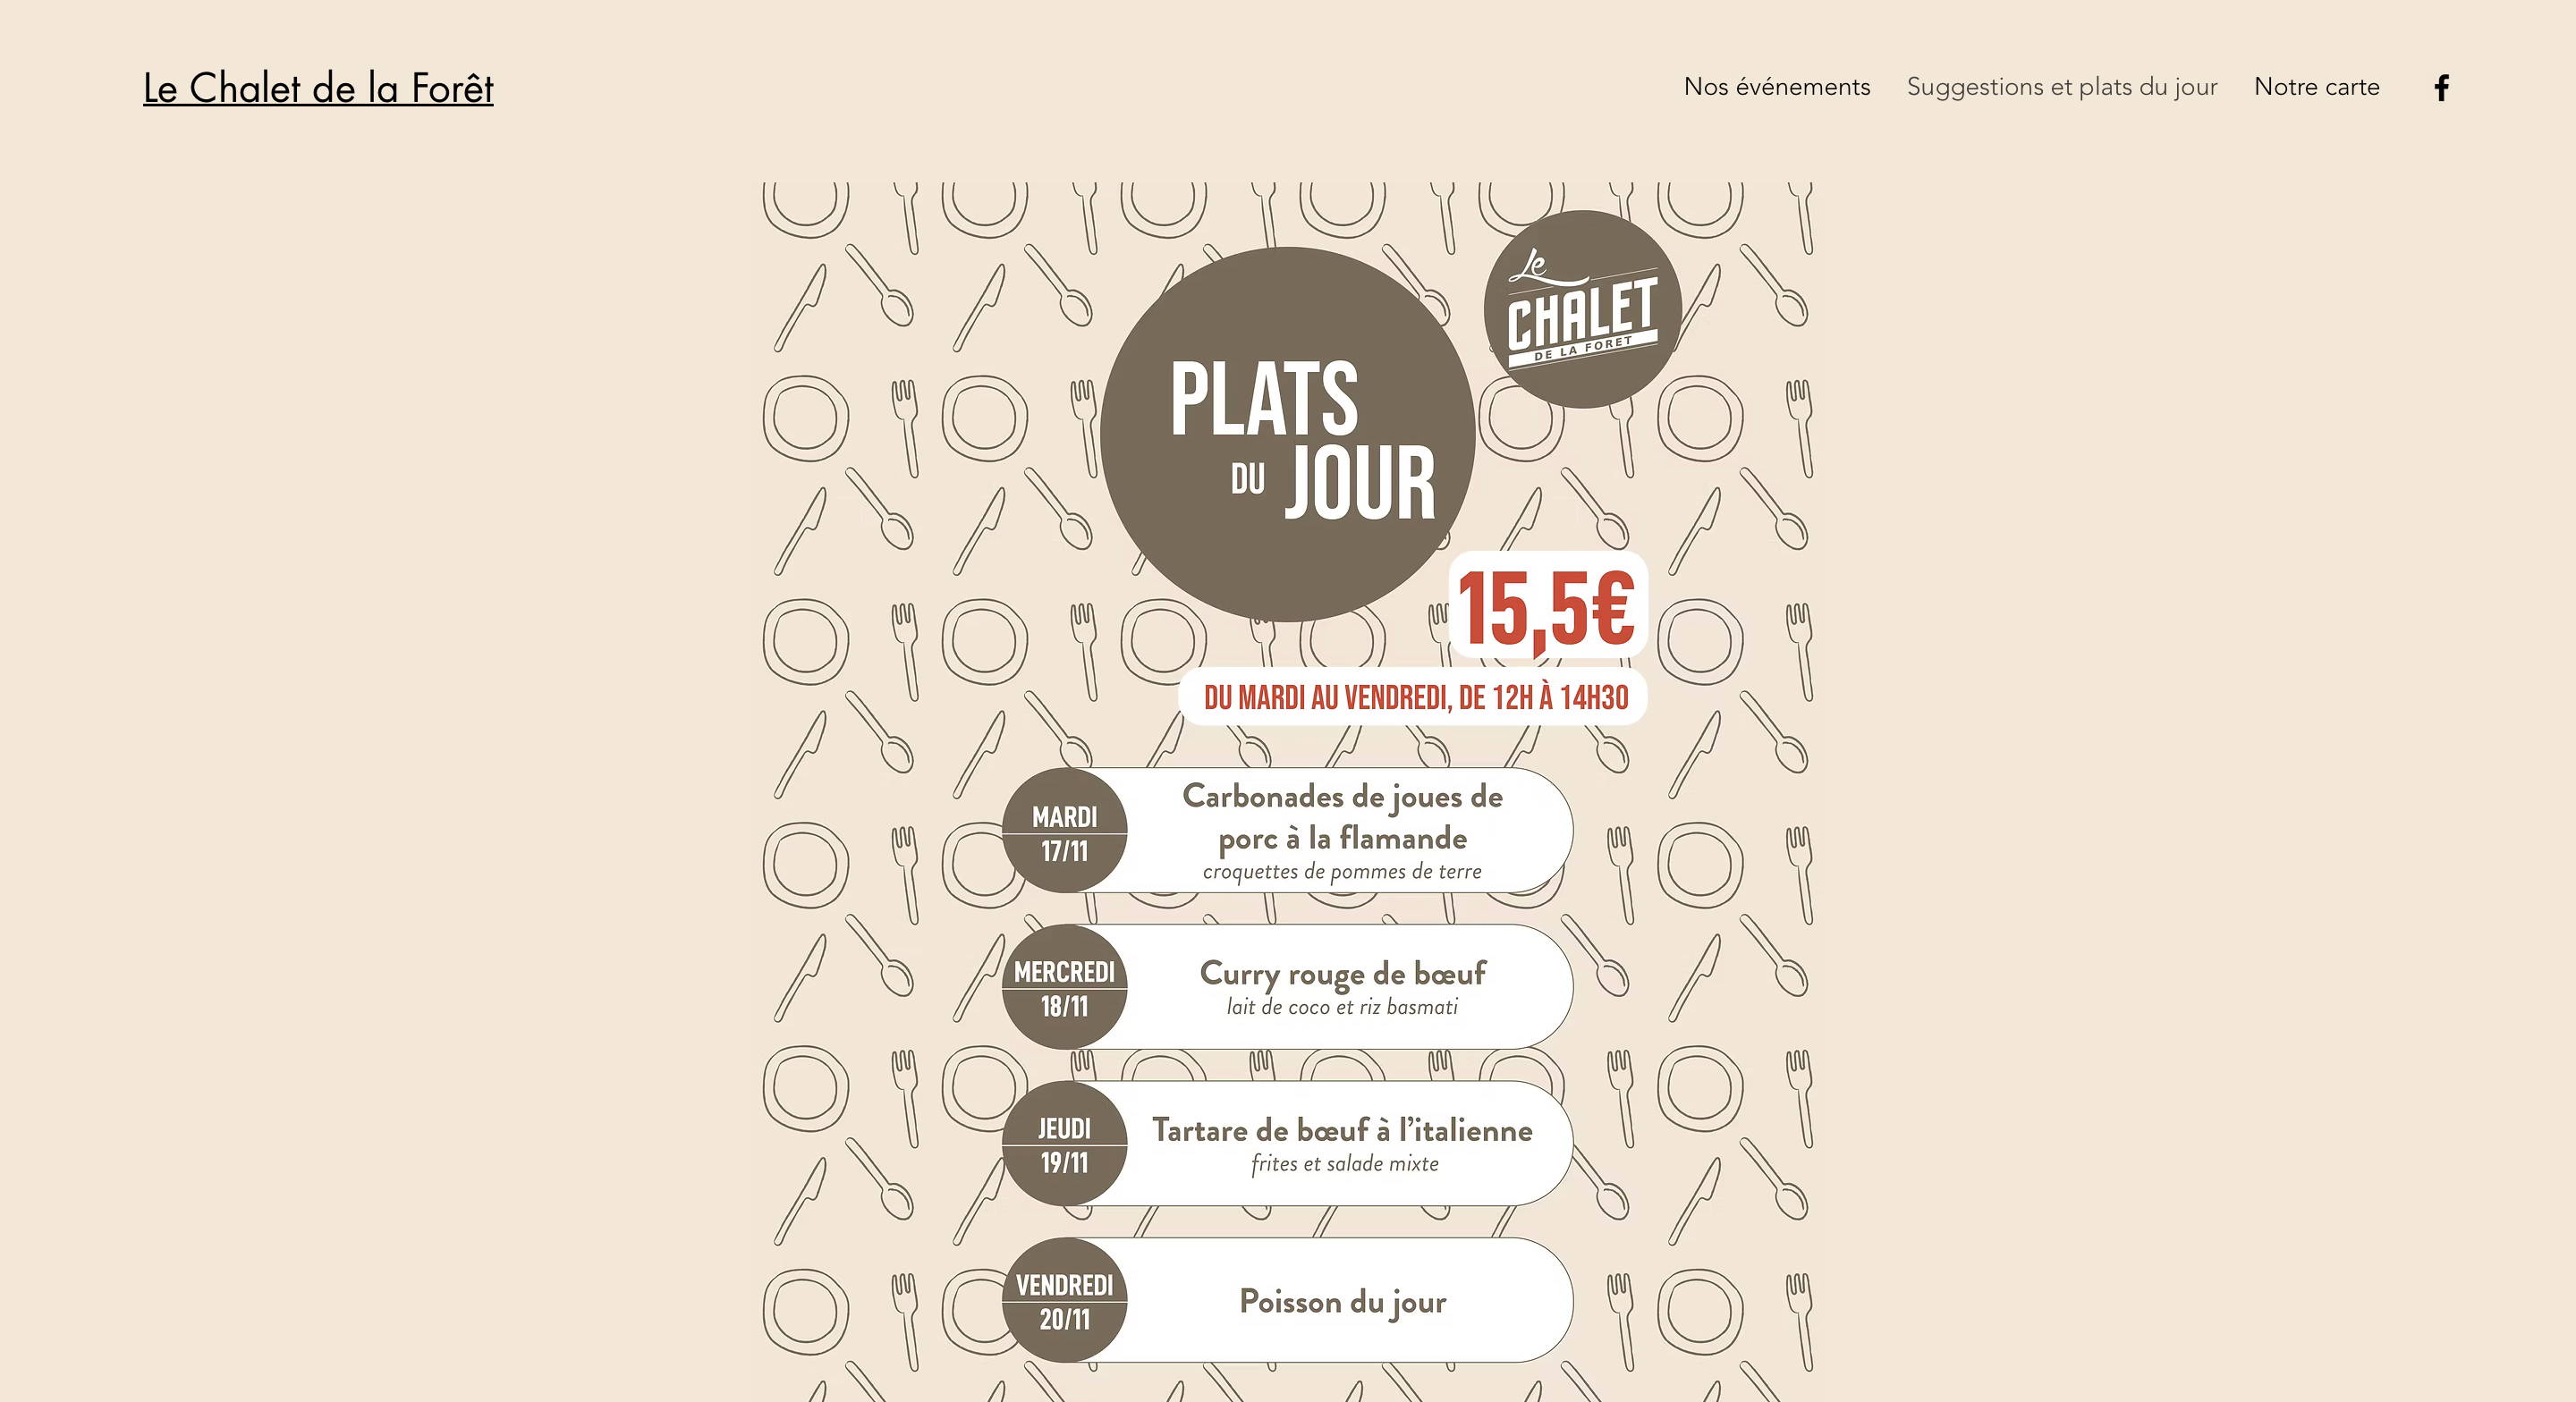 Le Chalet de la Forêt
Nos événements
Suggestions et plats du jour
Notre carte
Le
CHALET
DE LA FORET
PLATS
DU JOUR
15,5€
DU MARDI AU VENDREDI, DE 12H À 14H30
MARDI
17/11
Carbonades de joues de
porc à la flamande
croquettes de pommes de terre
MERCREDI
18/11
Curry rouge de bœuf
lait de coco et riz basmati
JEUDI
19/11
Tartare de bœuf à l’italienne
frites et salade mixte
VENDREDI
20/11
Poisson du jour